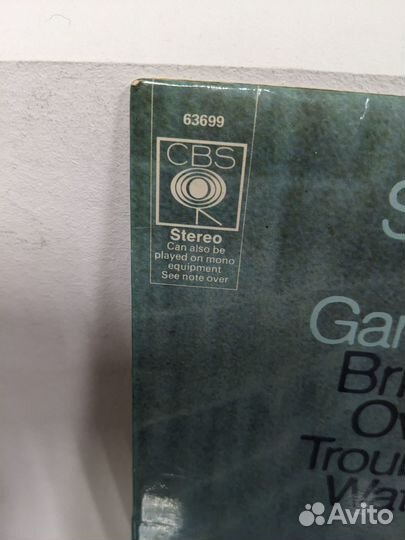 63699
CBS
Stereo
Can also be
played on mono
equipment
See note over
S
Gar
Bri
Ov
Troub
Wat
Avito